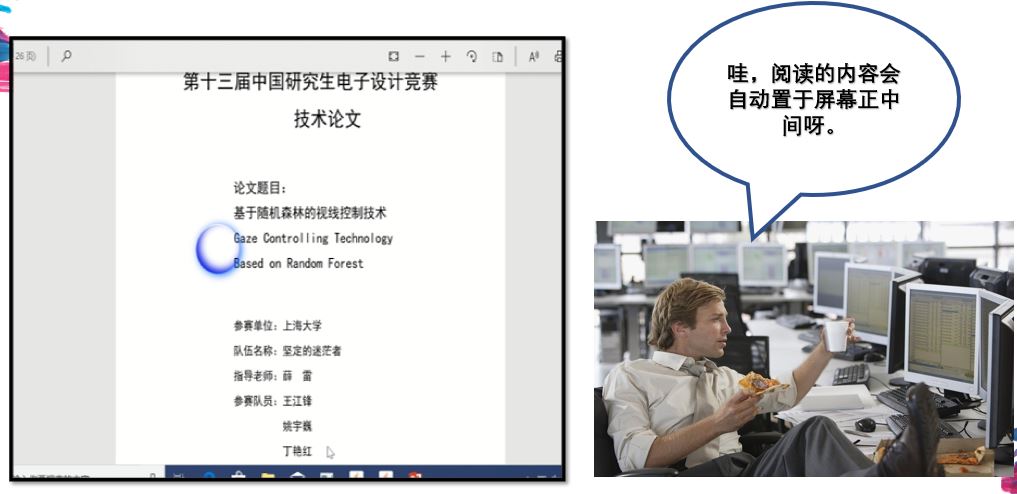 26 页)
第十三届中国研究生电子设计竞赛
技术论文
论文题目:
基于随机森林的视线控制技术
Gaze Controlling Technology
Based on Random Forest
参赛单位: 上海大学
队伍名称: 坚定的迷茫者
指导老师: 薛 雷
参赛队员: 王江锋
姚宇巍
丁艳红
哇，阅读的内容会
自动置于屏幕正中
间呀。